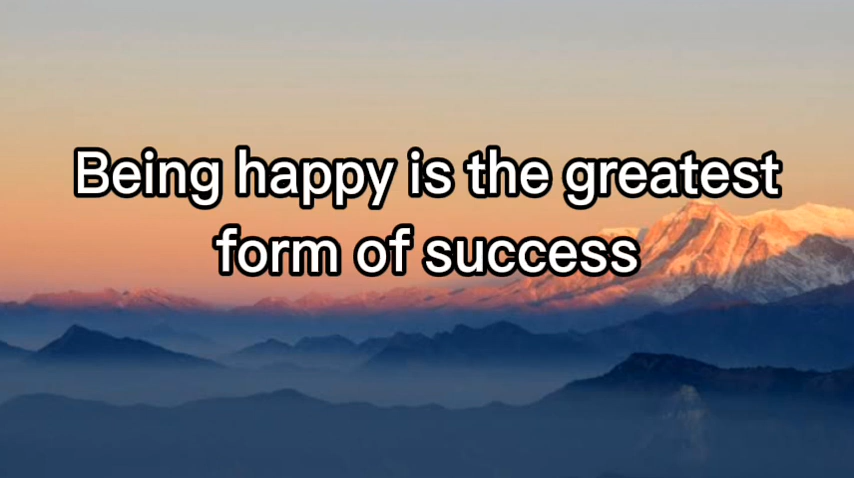 Being happy is the greatest
form of success